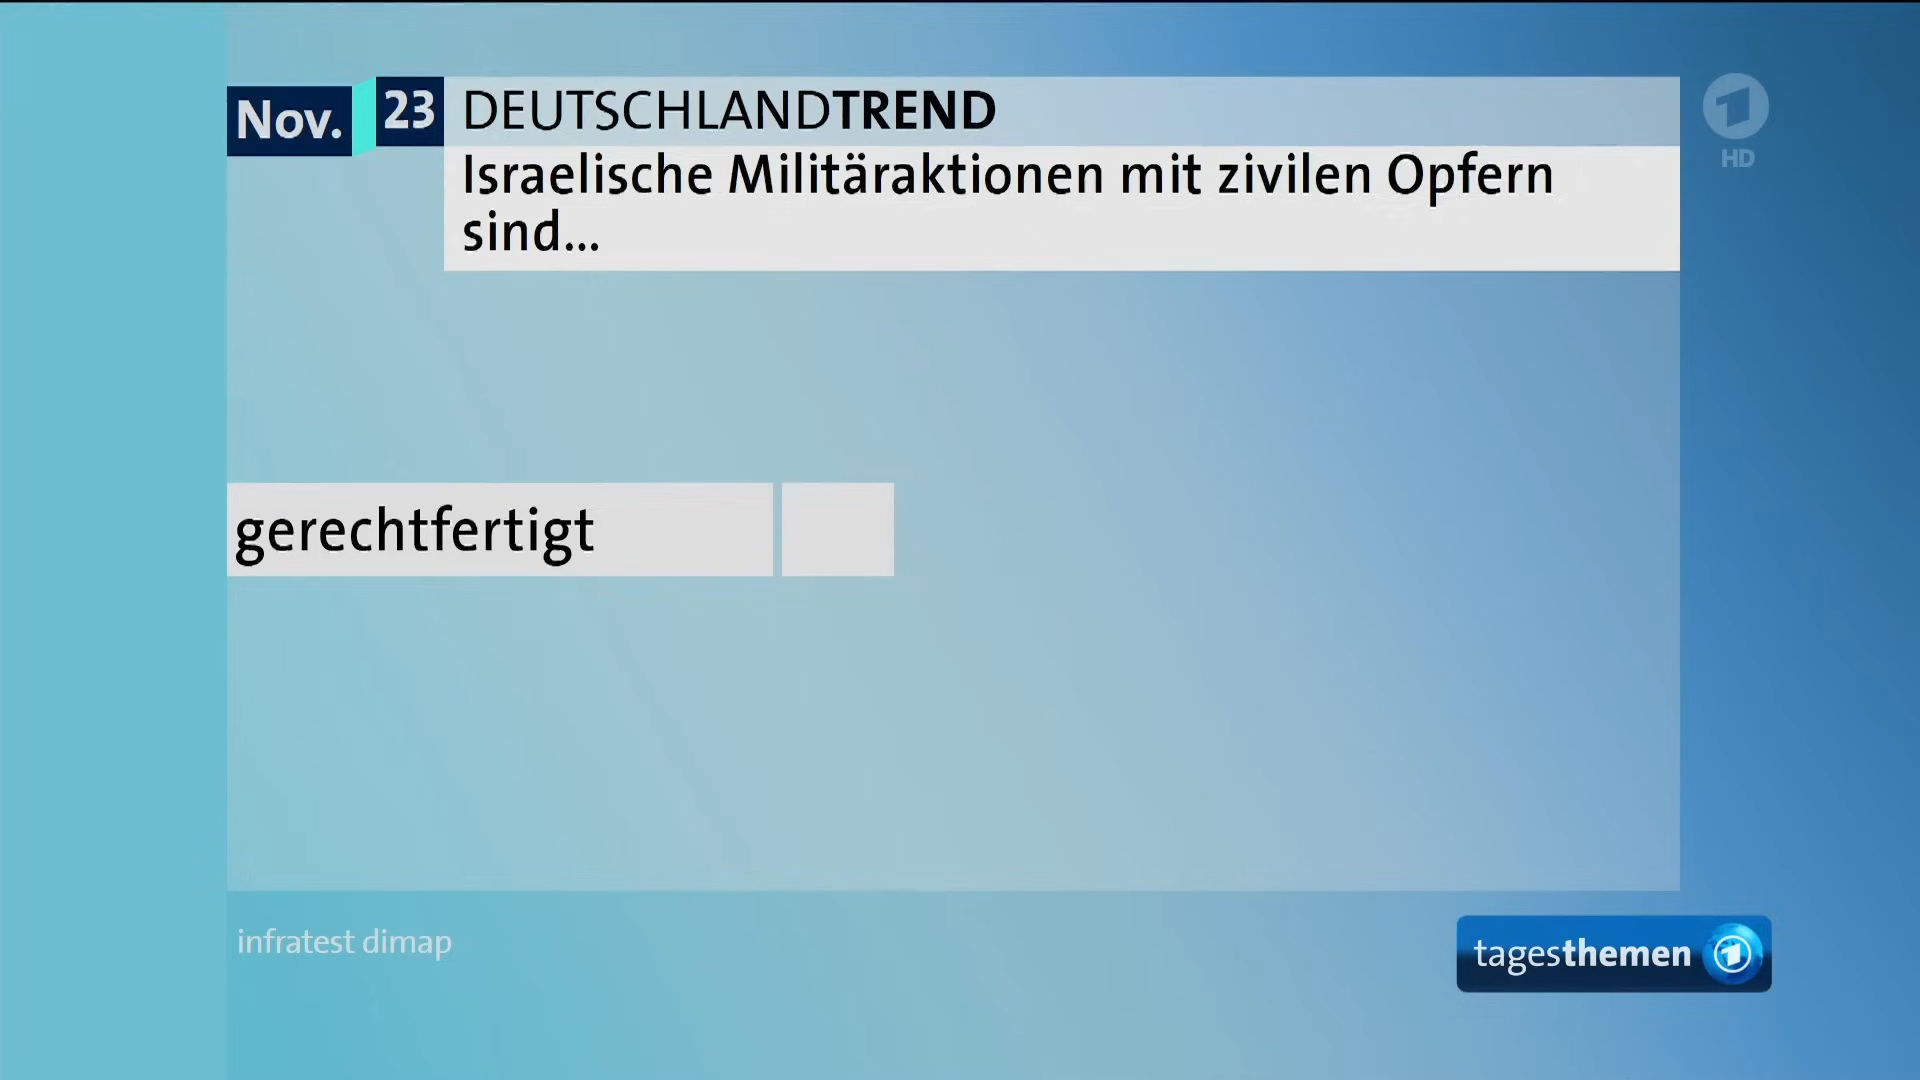 Nov. 23 DEUTSCHLANDTREND
Israelische Militäraktionen mit zivilen Opfern
sind...
HD
gerechtfertigt
infratest dimap
tagesthemen